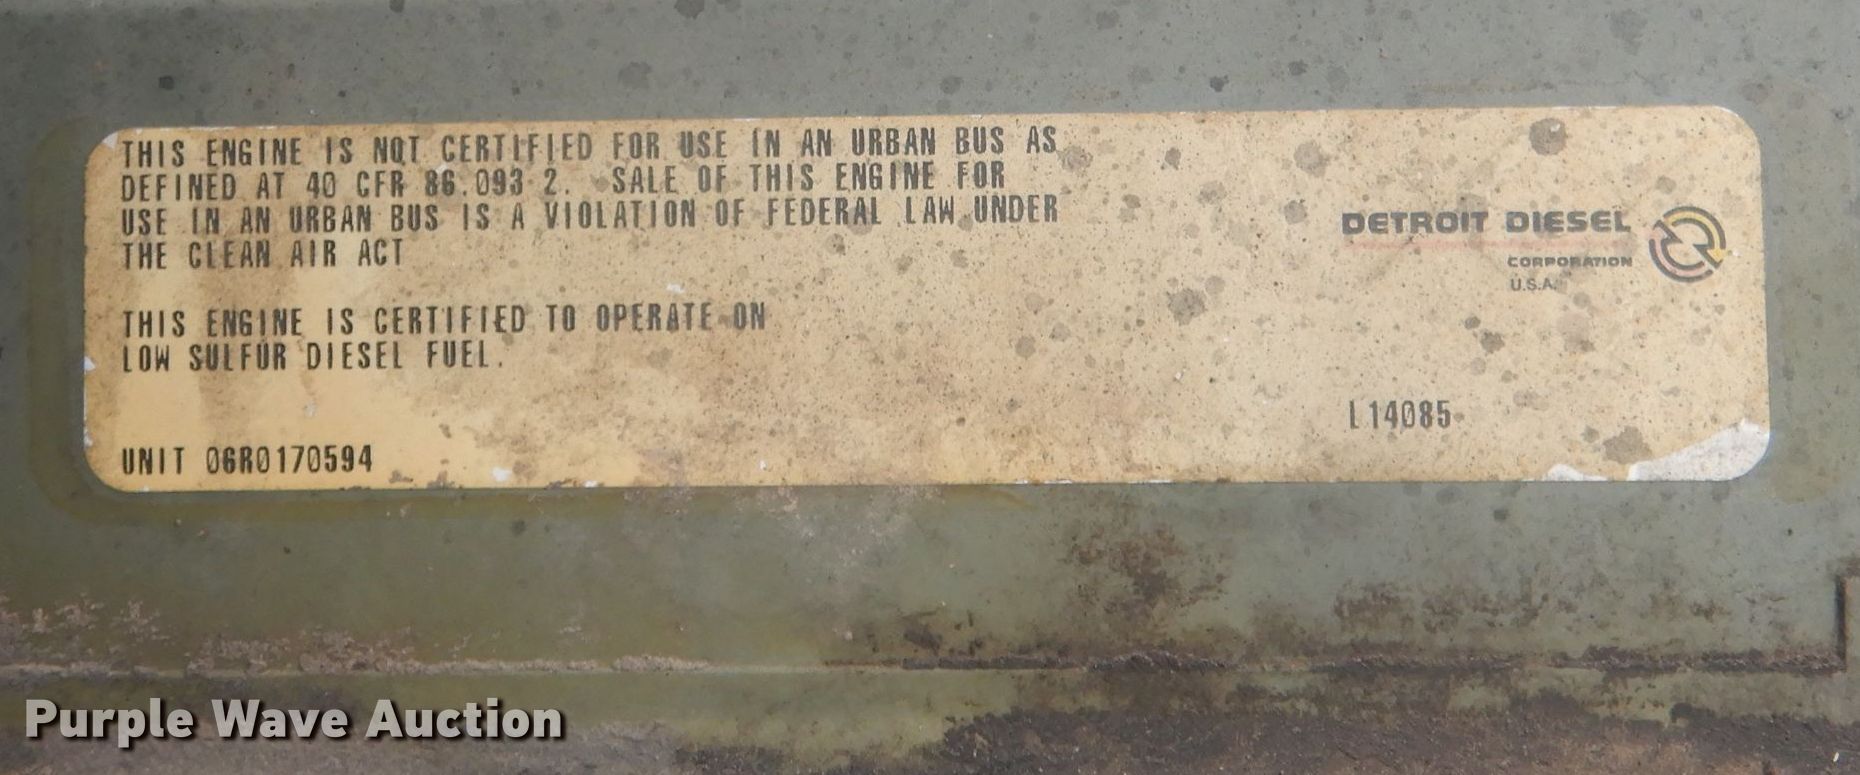 THIS ENGINE IS NOT CERTIFIED FOR USE IN AN URBAN BUS AS
DEFINED AT 40 CFR 86.093 2. SALE OF THIS ENGINE FOR
USE IN AN URBAN BUS IS A VIOLATION OF FEDERAL LAW UNDER
THE CLEAN AIR ACT
THIS ENGINE IS CERTIFIED TO OPERATE ON
LOW SULFUR DIESEL FUEL.
UNIT 06R0170594
DETROIT DIESEL
CORPORATION
U.S.A.
L14085
Purple Wave Auction